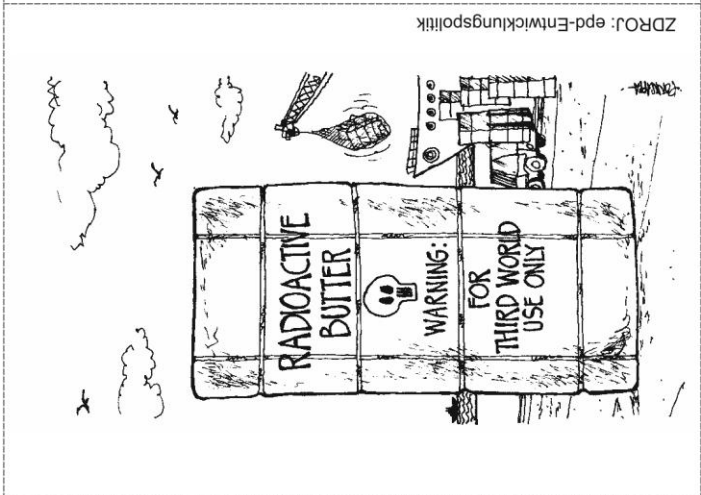 RADIOACTIVE
BUTTER
WARNING:
FOR
THIRD WORLD
USE ONLY
ZDROJ: epd-Entwicklungspolitik